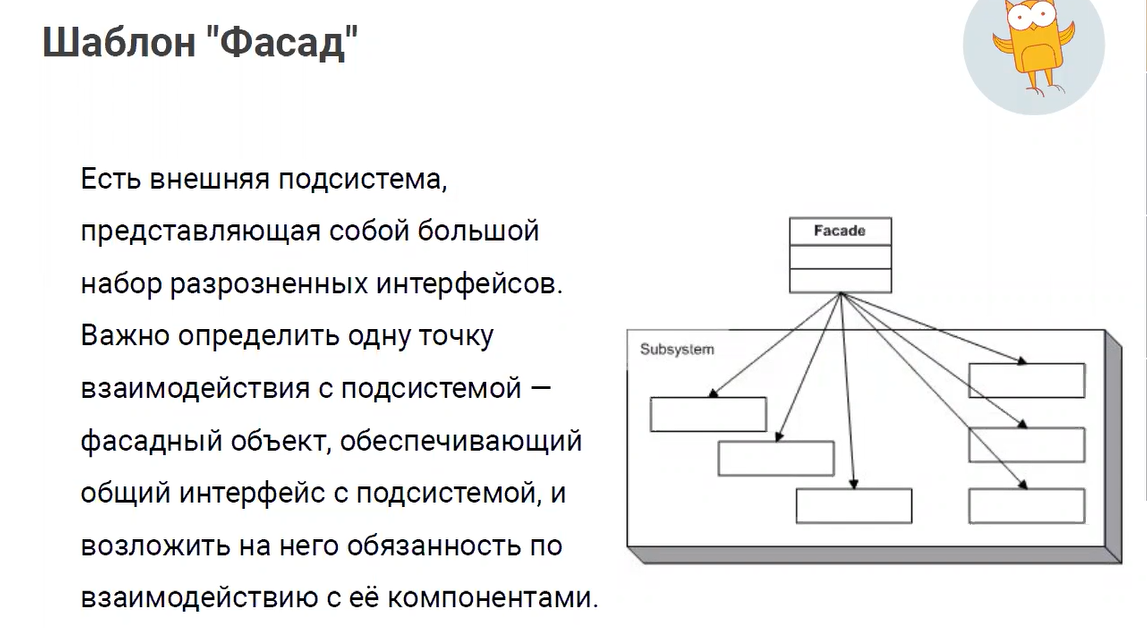 Шаблон "Фасад"
Есть внешняя подсистема,
представляющая собой большой
набор разрозненных интерфейсов.
Важно определить одну точку
взаимодействия с подсистемой —
фасадный объект, обеспечивающий
общий интерфейс с подсистемой, и
возложить на него обязанность по
взаимодействию с её компонентами.
Facade
Subsystem